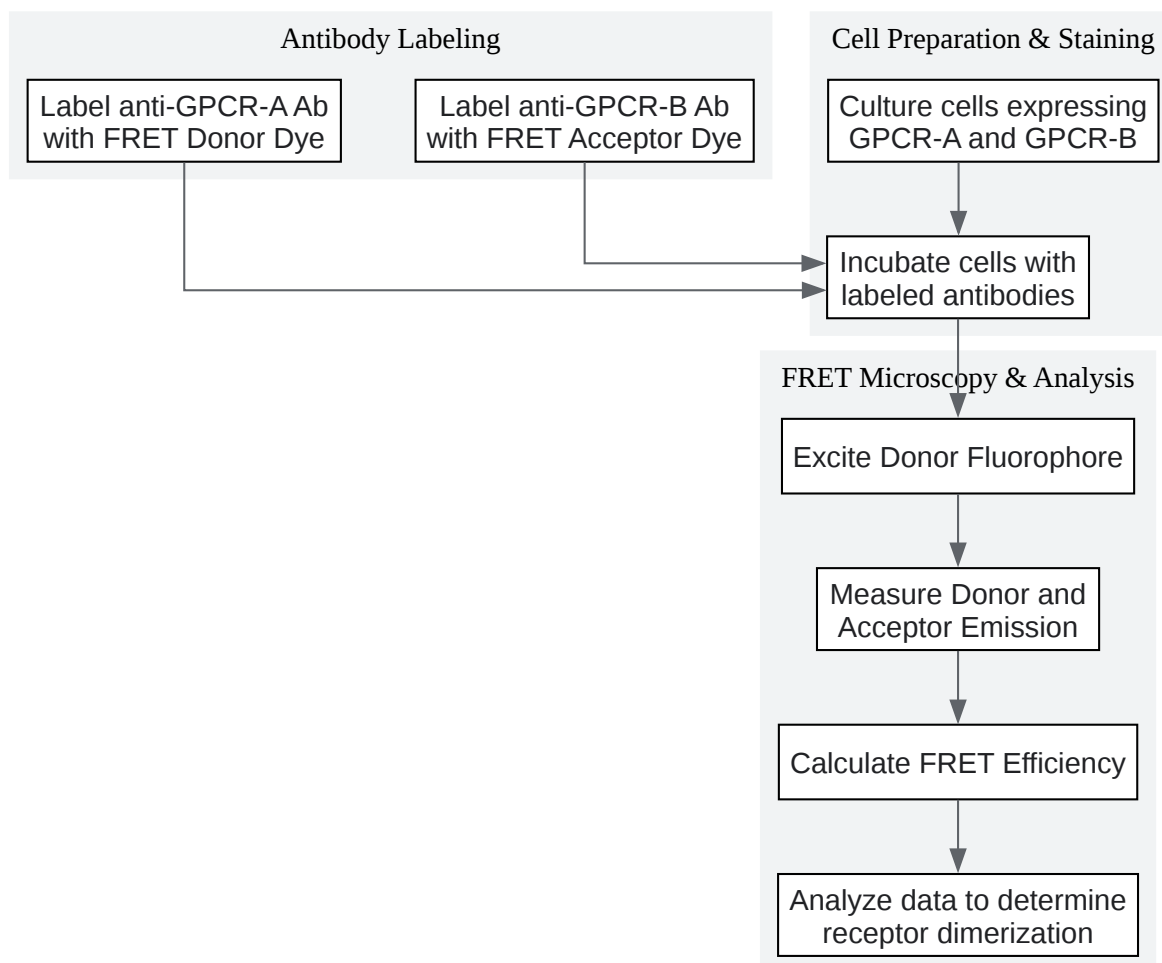 Antibody Labeling
Label anti-GPCR-A Ab
with FRET Donor Dye
Label anti-GPCR-B Ab
with FRET Acceptor Dye
Cell Preparation & Staining
Culture cells expressing
GPCR-A and GPCR-B
Incubate cells with
labeled antibodies
FRET Microscopy & Analysis
Excite Donor Fluorophore
Measure Donor and
Acceptor Emission
Calculate FRET Efficiency
Analyze data to determine
receptor dimerization